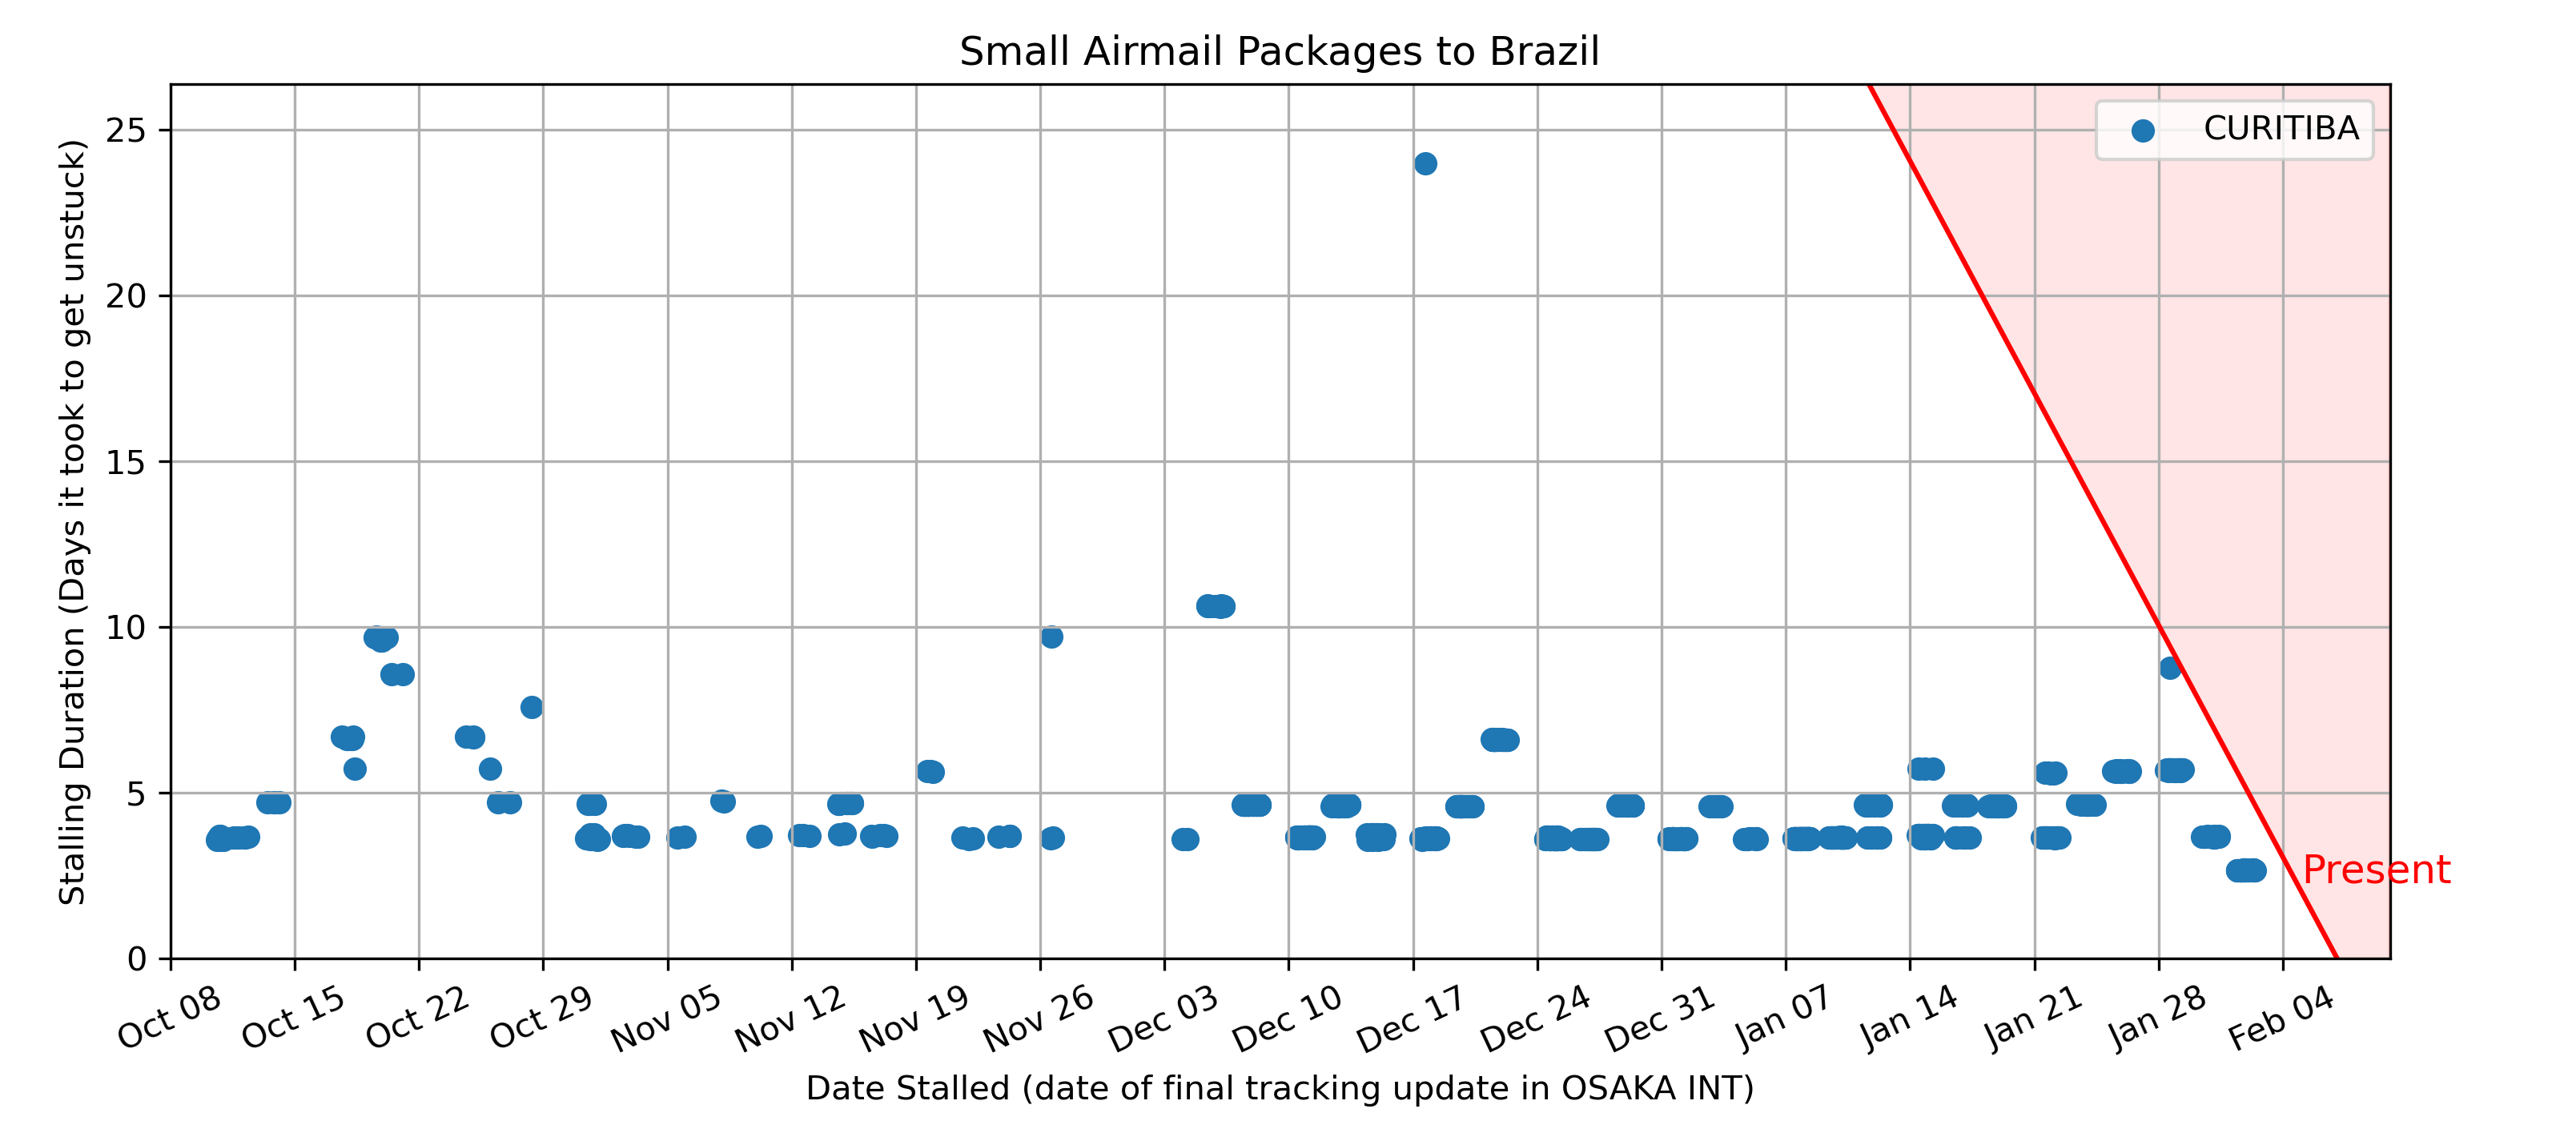 Small Airmail Packages to Brazil
CURITIBA
Stalling Duration (Days it took to get unstuck)
25
20
15
10
5
0
Present
Oct 08
Oct 15
Oct 22
Oct 29
Nov 05
Nov 12
Nov 19
Nov 26
Dec 03
Dec 10
Dec 17
Dec 24
Dec 31
Jan 07
Jan 14
Jan 21
Jan 28
Feb 04
Date Stalled (date of final tracking update in OSAKA INT)